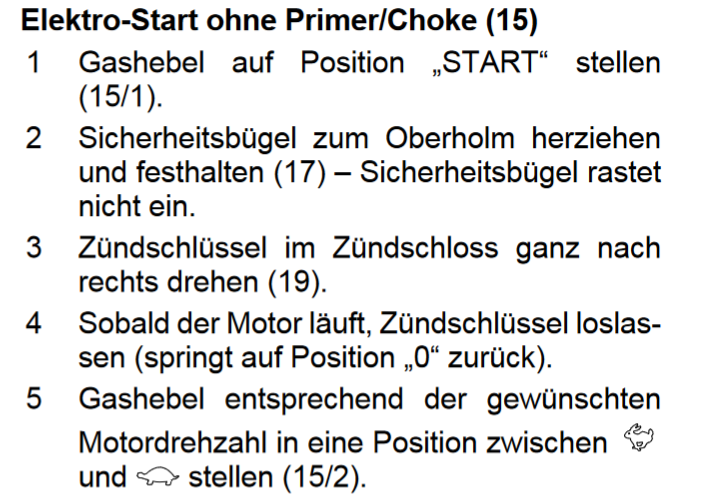 Elektro-Start ohne Primer/Choke (15)
1 Gashebel auf Position „START“ stellen
(15/1).
2 Sicherheitsbügel zum Oberholm herziehen
und festhalten (17) – Sicherheitsbügel rastet
nicht ein.
3 Zündschlüssel im Zündschloss ganz nach
rechts drehen (19).
4 Sobald der Motor läuft, Zündschlüssel loslas-
sen (springt auf Position „0“ zurück).
5 Gashebel entsprechend der gewünschten
Motordrehzahl in eine Position zwischen
und stellen (15/2).